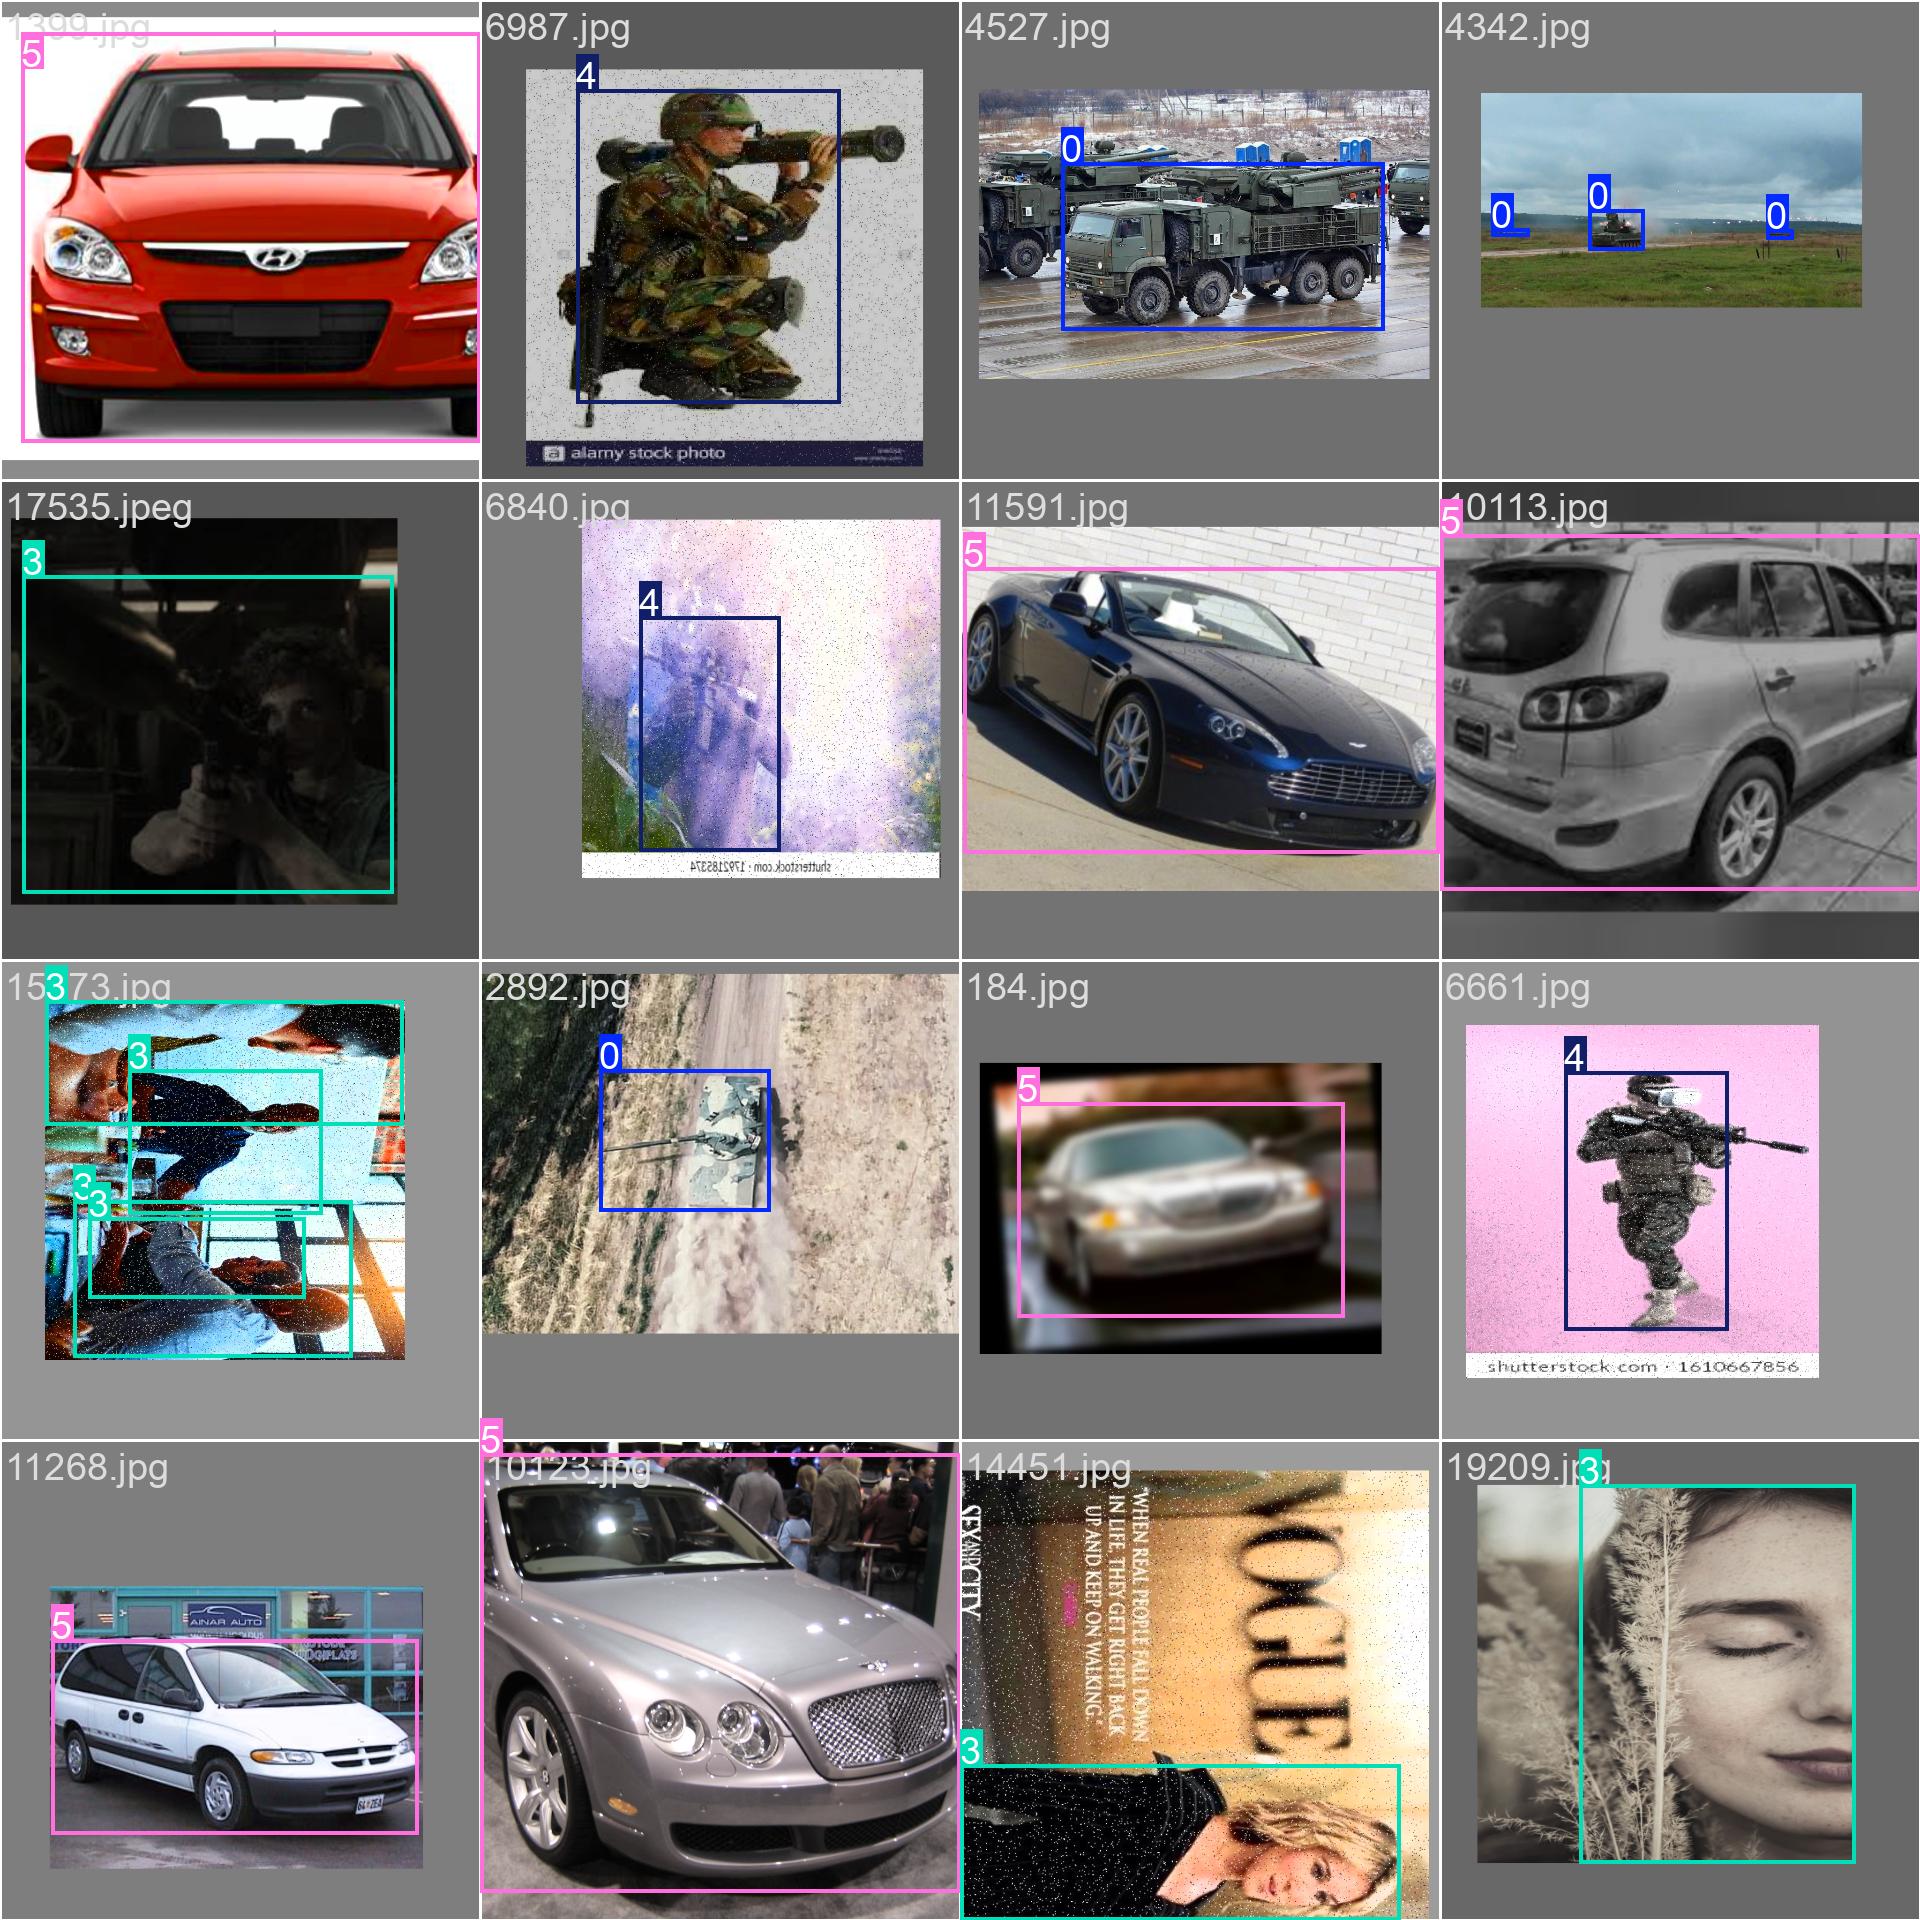 1399.jpg
5
6987.jpg
4
alamy stock photo
4527.jpg
0
4342.jpg
0
0
0
17535.jpeg
3
6840.jpg
4
shutterstock.com · 1792185374
11591.jpg
5
10113.jpg
5
15373.jpg
3
3
3
3
2892.jpg
0
184.jpg
5
6661.jpg
4
shutterstock.com · 1610667856
11268.jpg
5
AINAR AUTO
10123.jpg
5
14451.jpg
3
VOGUE
"WHEN REAL PEOPLE FALL DOWN
IN LIFE, THEY GET RIGHT BACK
UP AND KEEP ON WALKING."
SEX AND CITY
19209.jpg
3